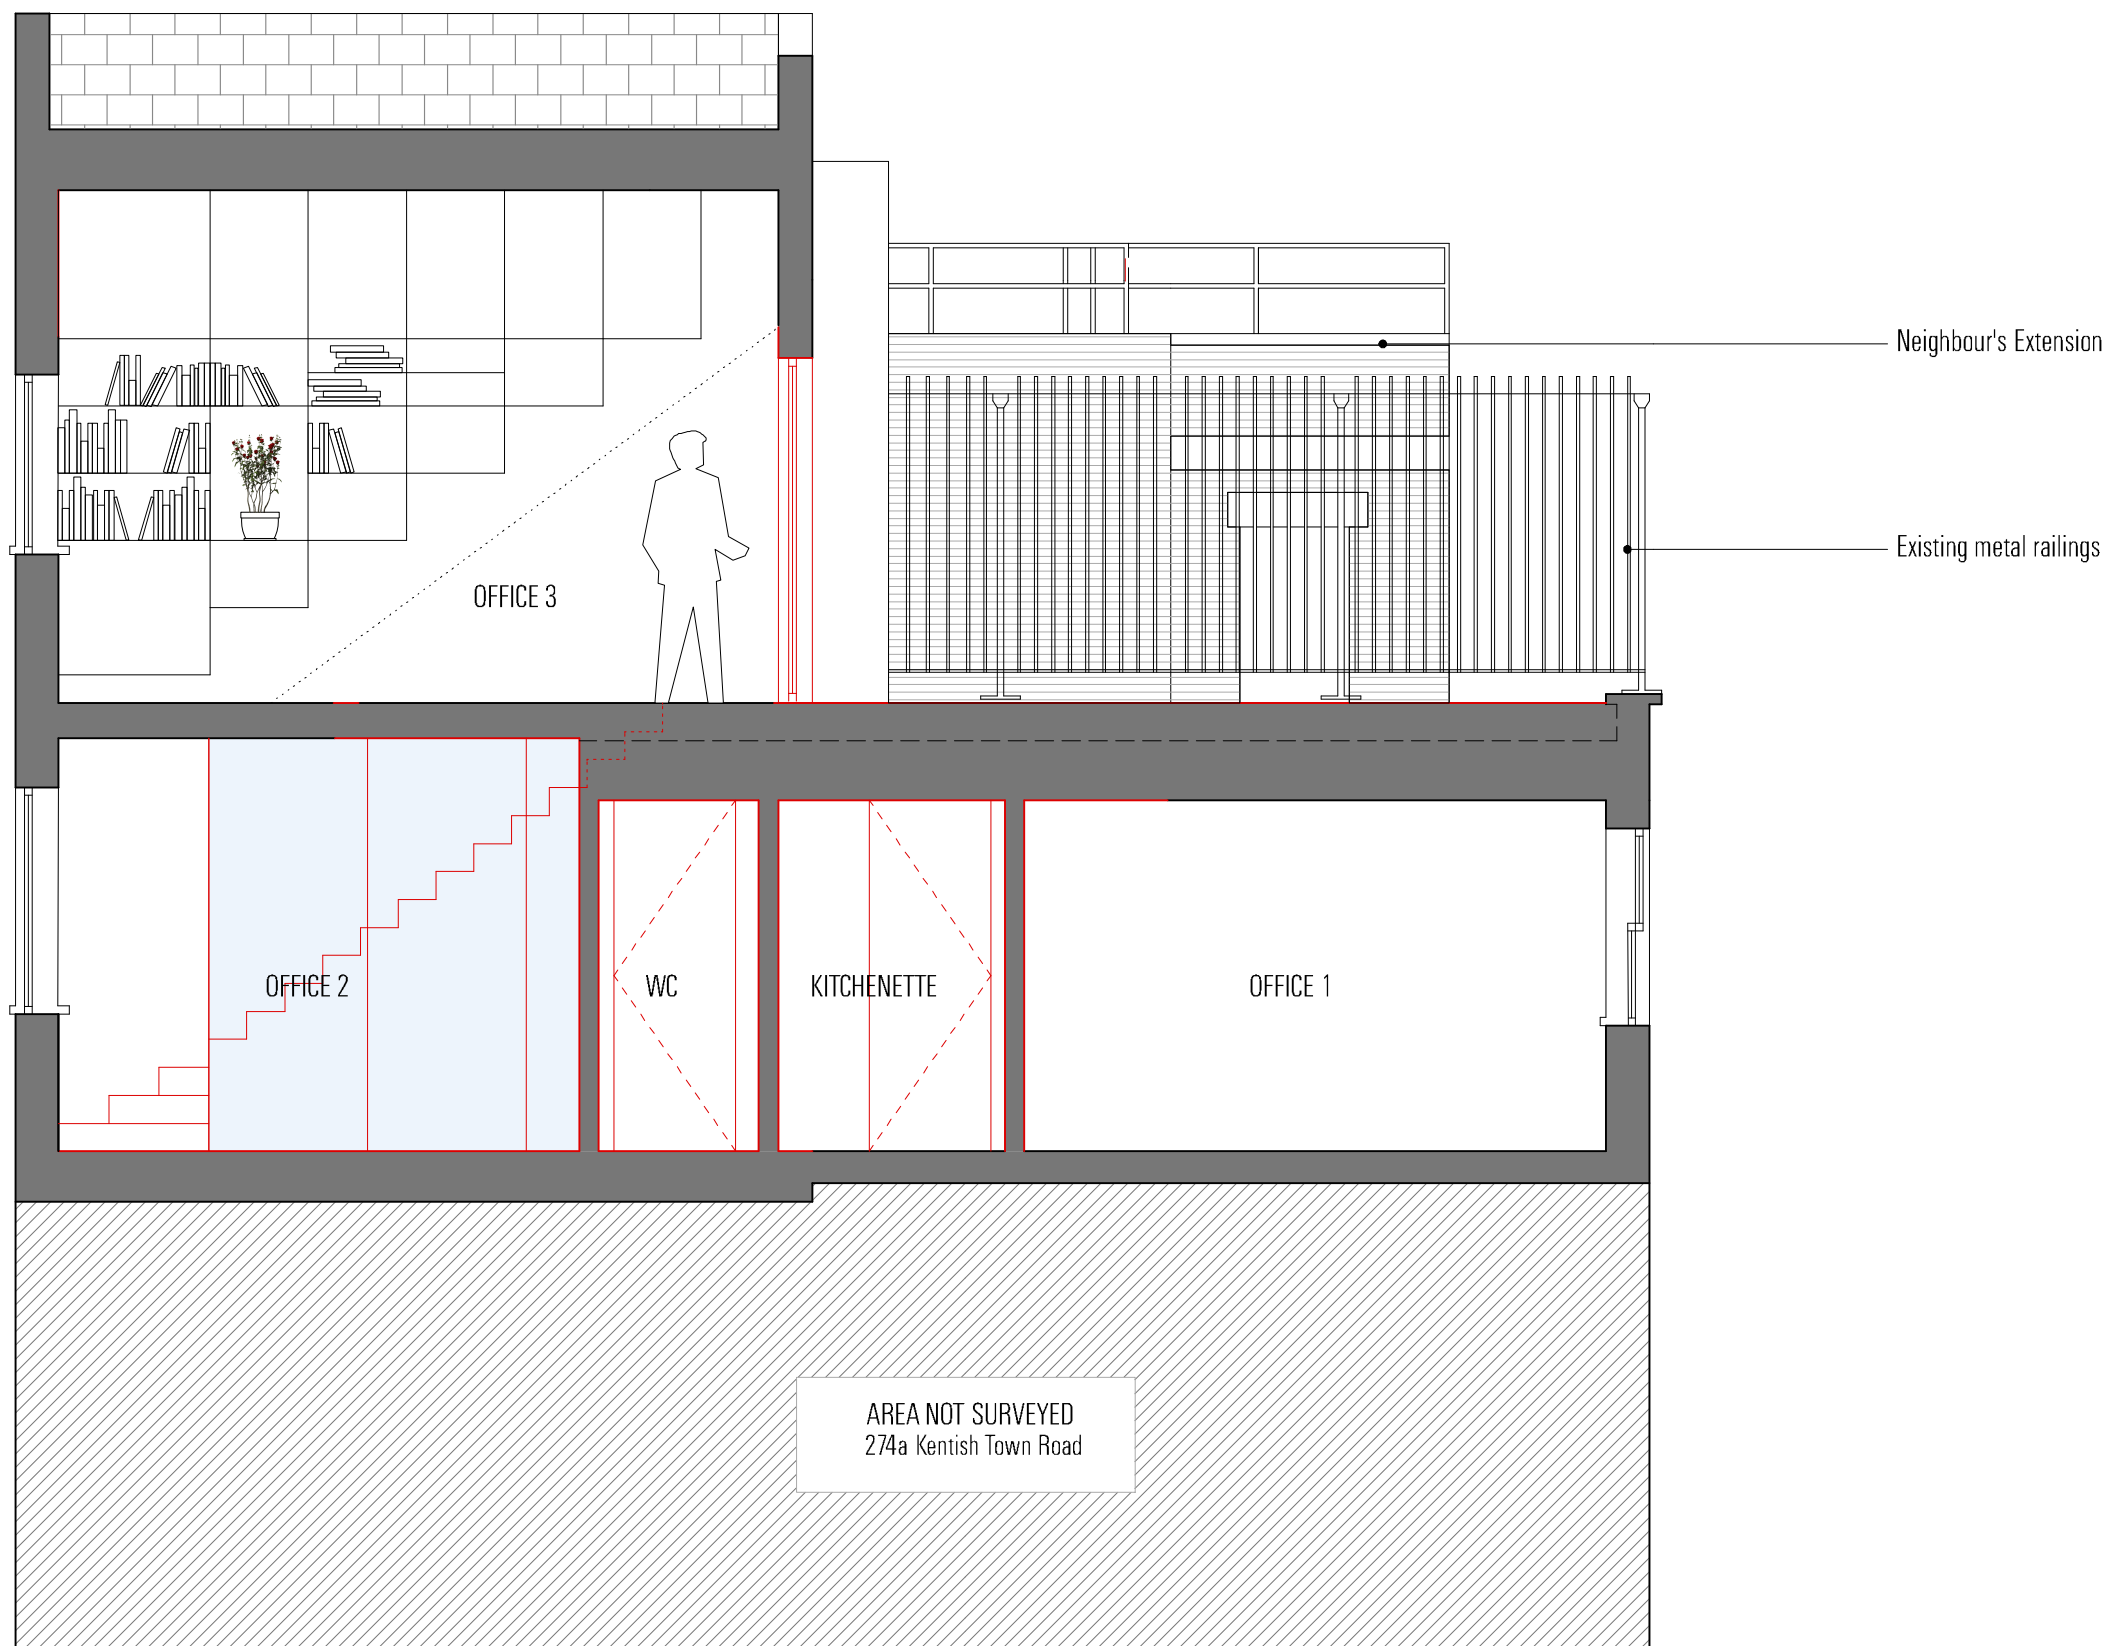 Neighbour's Extension
Existing metal railings
OFFICE 3
OFFICE 2
WC
KITCHENETTE
OFFICE 1
AREA NOT SURVEYED
274a Kentish Town Road